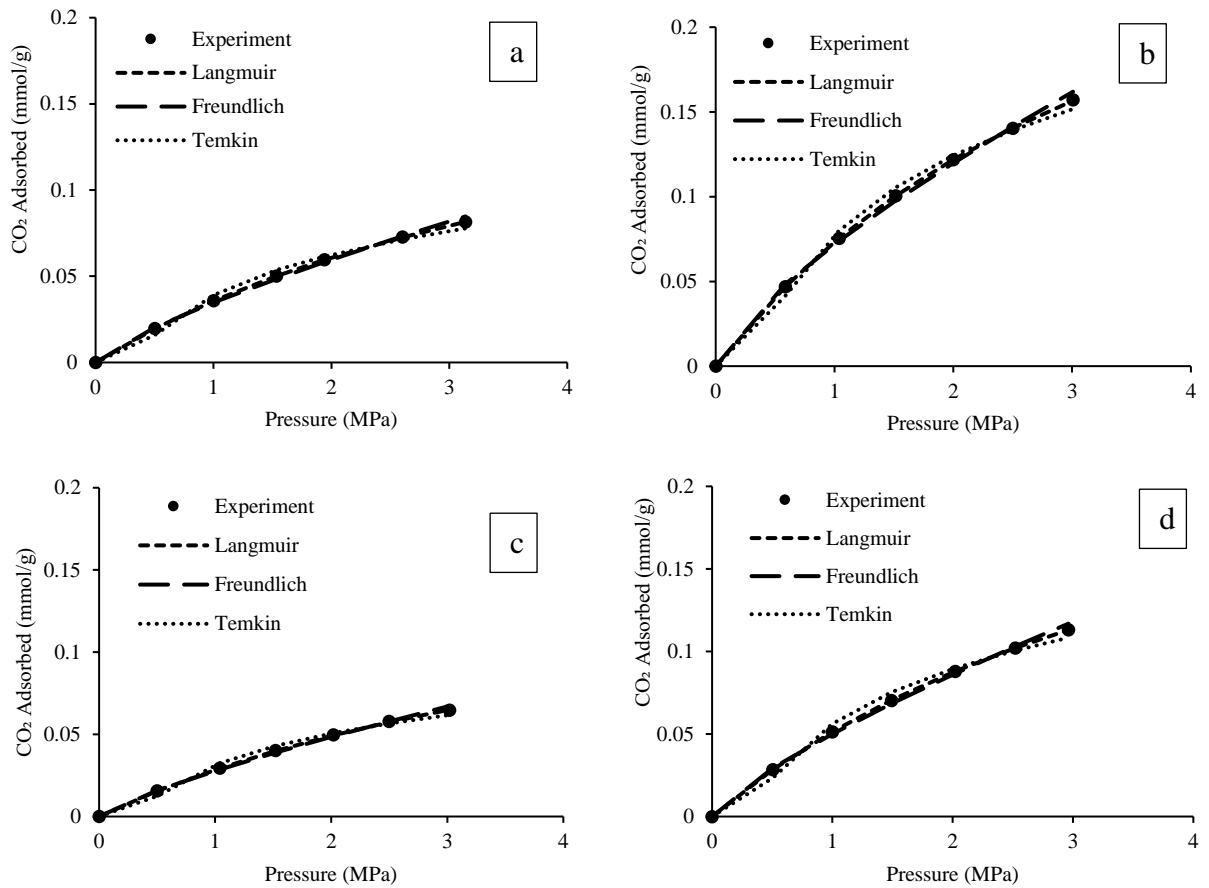 CO₂ Adsorbed (mmol/g)
0.2
0.15
0.1
0.05
0
Experiment
Langmuir
Freundlich
Temkin
a
0 1 2 3 4
Pressure (MPa)
CO₂ Adsorbed (mmol/g)
0.2
0.15
0.1
0.05
0
Experiment
Langmuir
Freundlich
Temkin
b
0 1 2 3 4
Pressure (MPa)
CO₂ Adsorbed (mmol/g)
0.2
0.15
0.1
0.05
0
Experiment
Langmuir
Freundlich
Temkin
c
0 1 2 3 4
Pressure (MPa)
CO₂ Adsorbed (mmol/g)
0.2
0.15
0.1
0.05
0
Experiment
Langmuir
Freundlich
Temkin
d
0 1 2 3 4
Pressure (MPa)